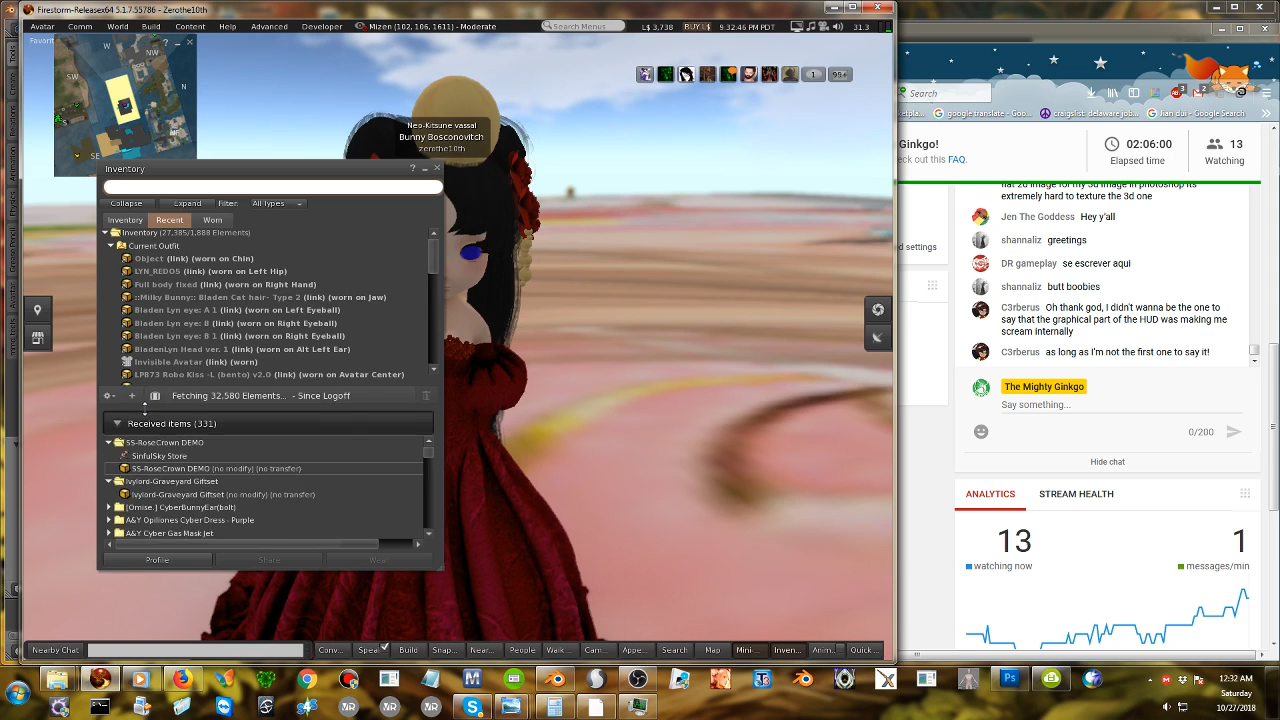 Firestorm-Releasex64 5.1.7.55786 - Zerothe10th
Avatar Comm World Build Content Help Advanced Developer Mizen (102, 106, 1611) - Moderate Search Menus L$ 3,738 BUY L$ 9:32:46 PM PDT 31.3
Favorit
W NW SW N NE SE
1 99+
Neo-Kitsune vassal
Bunny Bosconovitch
zerothe10th
Inventory
Collapse Expand Filter: All Types
Inventory Recent Worn
Inventory (27,385/1,888 Elements)
Current Outfit
Object (link) (worn on Chin)
LYN_REDOS (link) (worn on Left Hip)
Full body fixed (link) (worn on Right Hand)
::Milky Bunny:: Bladen Cat hair- Type 2 (link) (worn on Jaw)
Bladen Lyn eye: A 1 (link) (worn on Left Eyeball)
Bladen Lyn eye: B (link) (worn on Right Eyeball)
Bladen Lyn eye: B 1 (link) (worn on Right Eyeball)
BladenLyn Head ver. 1 (link) (worn on Alt Left Ear)
Invisible Avatar (link) (worn)
LPB73 Robo Kiss -L (bento) v2.0 (link) (worn on Avatar Center)
Fetching 32,580 Elements... - Since Logoff
Received items (331)
SS-RoseCrown DEMO
SinfulSky Store
SS-RoseCrown DEMO (no modify) (no transfer)
Ivylord-Graveyard Giftset
Ivylord-Graveyard Giftset (no modify) (no transfer)
[Omise.] CyberBunnyEar(bolt)
A&Y Opiliones Cyber Dress - Purple
A&Y Cyber Gas Mask Jet
Profile Share Wear
Nearby Chat Conv... Speak Build Snap... Near... People Walk... Cam... Appe... Search Map Mini-... Inven... Anim... Quick...
Search
etpla... google translate - Goo... craigslist: delaware job... Jian dui - Google Search
Ginkgo!
eck out this FAQ.
02:06:00
Elapsed time
13
Watching
ed settings
flat 2d image for my 3d image in photoshop its
extremely hard to texture the 3d one
Jen The Goddess Hey y'all
shannaliz greetings
DR gameplay se escrever aqui
shannaliz butt boobies
C3rberus Oh thank god, I didn't wanna be the one to
say that the graphical part of the HUD was making me
scream internally
C3rberus as long as I'm not the first one to say it!
The Mighty Ginkgo
Say something...
0/200
Hide chat
ANALYTICS STREAM HEALTH
13 1
watching now messages/min
12:32 AM
Saturday
10/27/2018